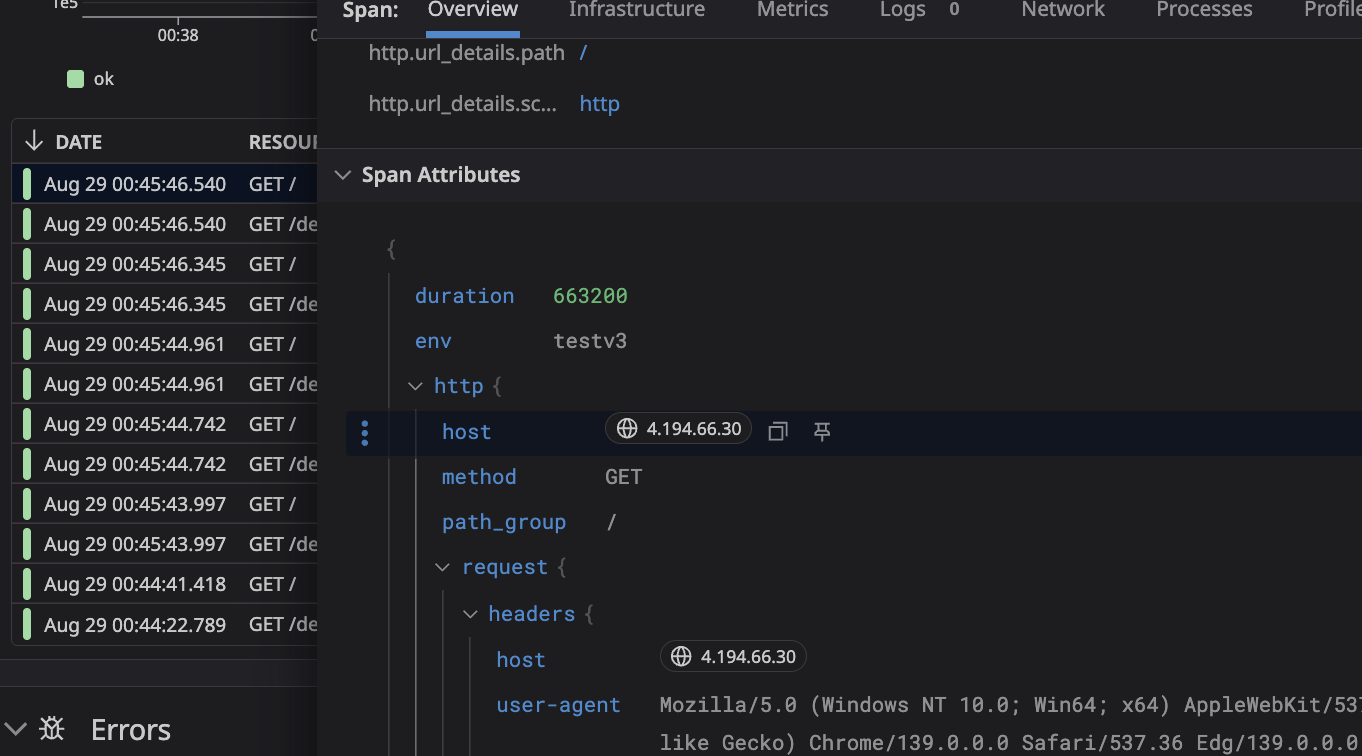 1e5
00:38
ok
DATE RESOU
Aug 29 00:45:46.540 GET /
Aug 29 00:45:46.540 GET /de
Aug 29 00:45:46.345 GET /
Aug 29 00:45:46.345 GET /de
Aug 29 00:45:44.961 GET /
Aug 29 00:45:44.961 GET /de
Aug 29 00:45:44.742 GET /
Aug 29 00:45:44.742 GET /de
Aug 29 00:45:43.997 GET /
Aug 29 00:45:43.997 GET /de
Aug 29 00:44:41.418 GET /
Aug 29 00:44:22.789 GET /de
Errors
Span: Overview Infrastructure Metrics Logs 0 Network Processes Profile
http.url_details.path /
http.url_details.sc... http
Span Attributes
{
duration 663200
env testv3
http {
host 4.194.66.30
method GET
path_group /
request {
headers {
host 4.194.66.30
user-agent Mozilla/5.0 (Windows NT 10.0; Win64; x64) AppleWebKit/537
like Gecko) Chrome/139.0.0.0 Safari/537.36 Edg/139.0.0.0